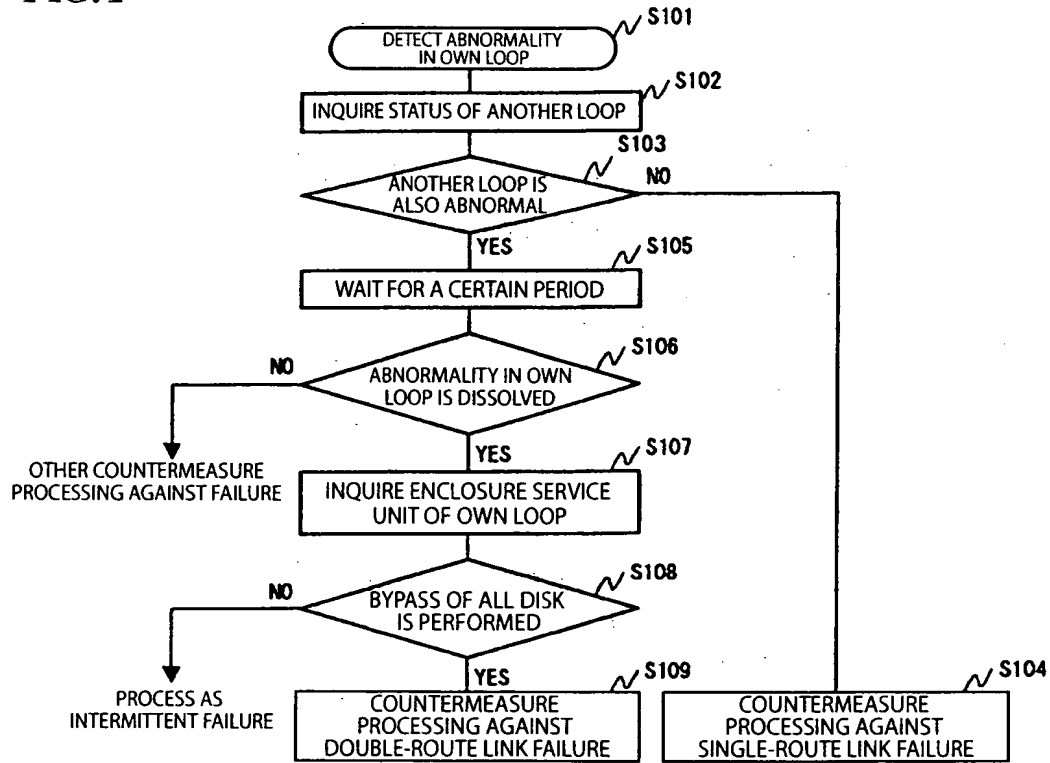 S101
DETECT ABNORMALITY
IN OWN LOOP
S102
INQUIRE STATUS OF ANOTHER LOOP
S103
ANOTHER LOOP IS
ALSO ABNORMAL
NO
YES
S105
WAIT FOR A CERTAIN PERIOD
S106
NO
ABNORMALITY IN OWN
LOOP IS DISSOLVED
YES
S107
OTHER COUNTERMEASURE
PROCESSING AGAINST FAILURE
INQUIRE ENCLOSURE SERVICE
UNIT OF OWN LOOP
S108
NO
BYPASS OF ALL DISK
IS PERFORMED
YES
S109
S104
PROCESS AS
INTERMITTENT FAILURE
COUNTERMEASURE
PROCESSING AGAINST
DOUBLE-ROUTE LINK FAILURE
COUNTERMEASURE
PROCESSING AGAINST
SINGLE-ROUTE LINK FAILURE